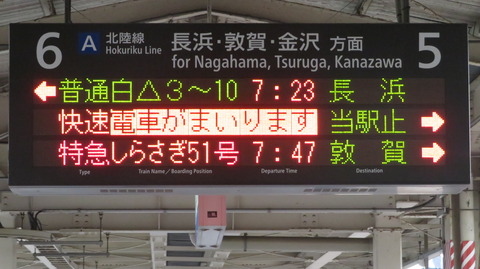 6 A 北陸線 長浜・敦賀・金沢 方面 5
Hokuriku Line for Nagahama, Tsuruga, Kanazawa
← 普通 白△3〜10 7:23 長浜
快速 電車がまいります 当駅止 →
特急 しらさぎ51号 7:47 敦賀 →
Type Train Name / Boarding Position Departure Time Destination